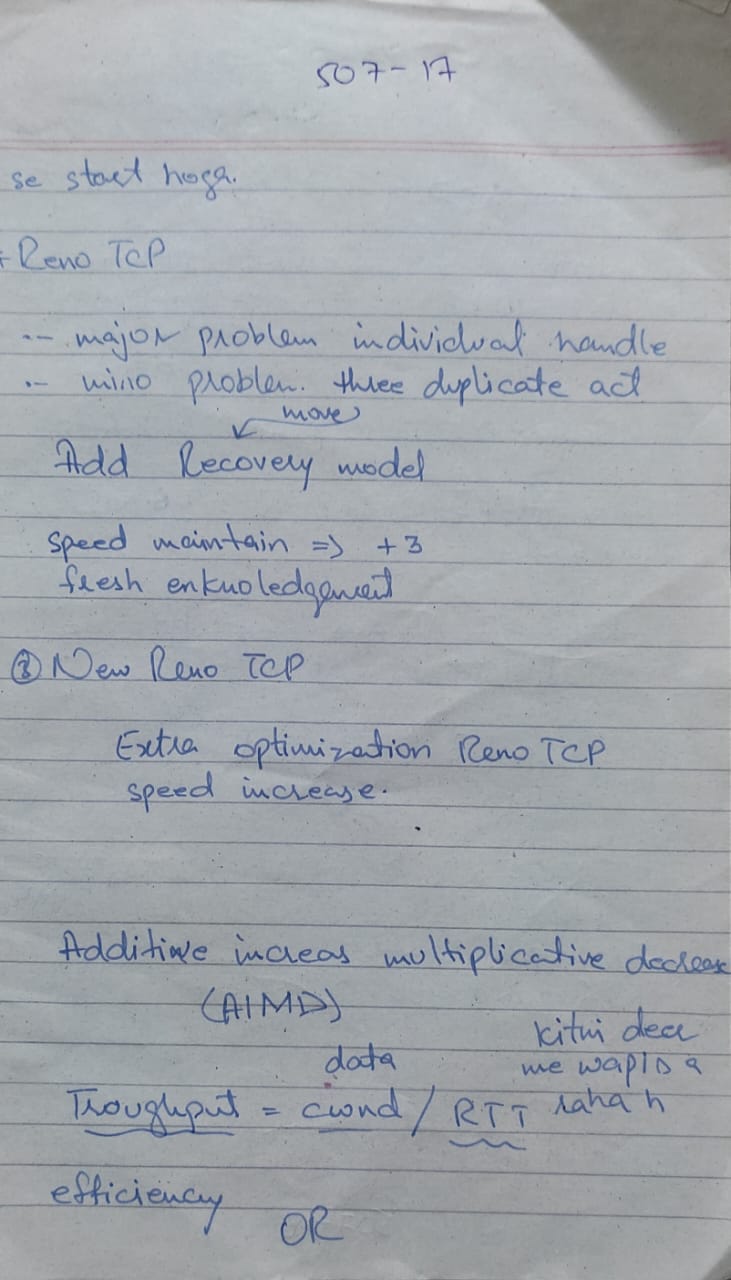 507-17
se start hoga.
Reno TCP
-- major problem individual handle
-- mino problem. three duplicate act
move
Add Recovery model
speed maintain => +3
fresh enknoledgement
③ New Reno TCP
Extra optimization Reno TCP
speed increase.
Additive increas multiplicative decreas
(AIMD)
kitni deer
data me wapis a
Troughput = cwnd / RTT raha h
efficiency
OR